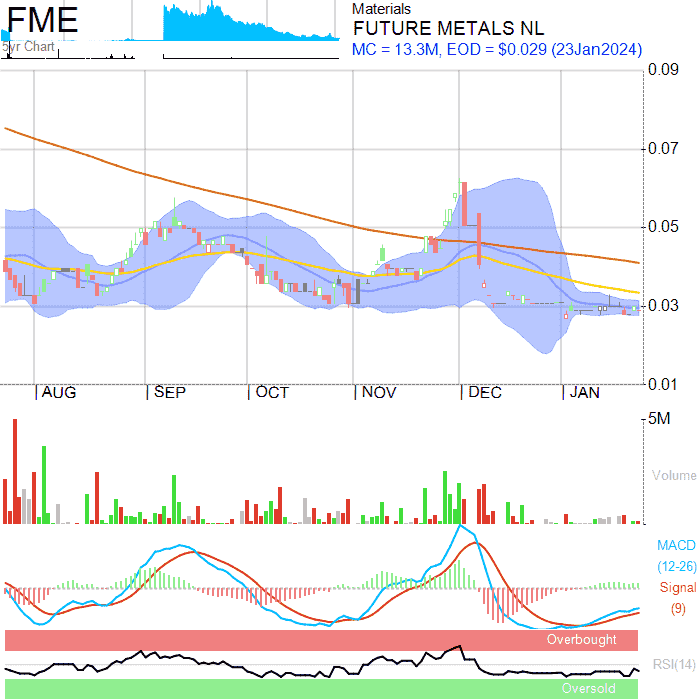 FME
5yr Chart
Materials
FUTURE METALS NL
MC = 13.3M, EOD = $0.029 (23Jan2024)
0.09
0.07
0.05
0.03
0.01
AUG SEP OCT NOV DEC JAN
5M
Volume
MACD
(12-26)
Signal
(9)
Overbought
RSI(14)
Oversold